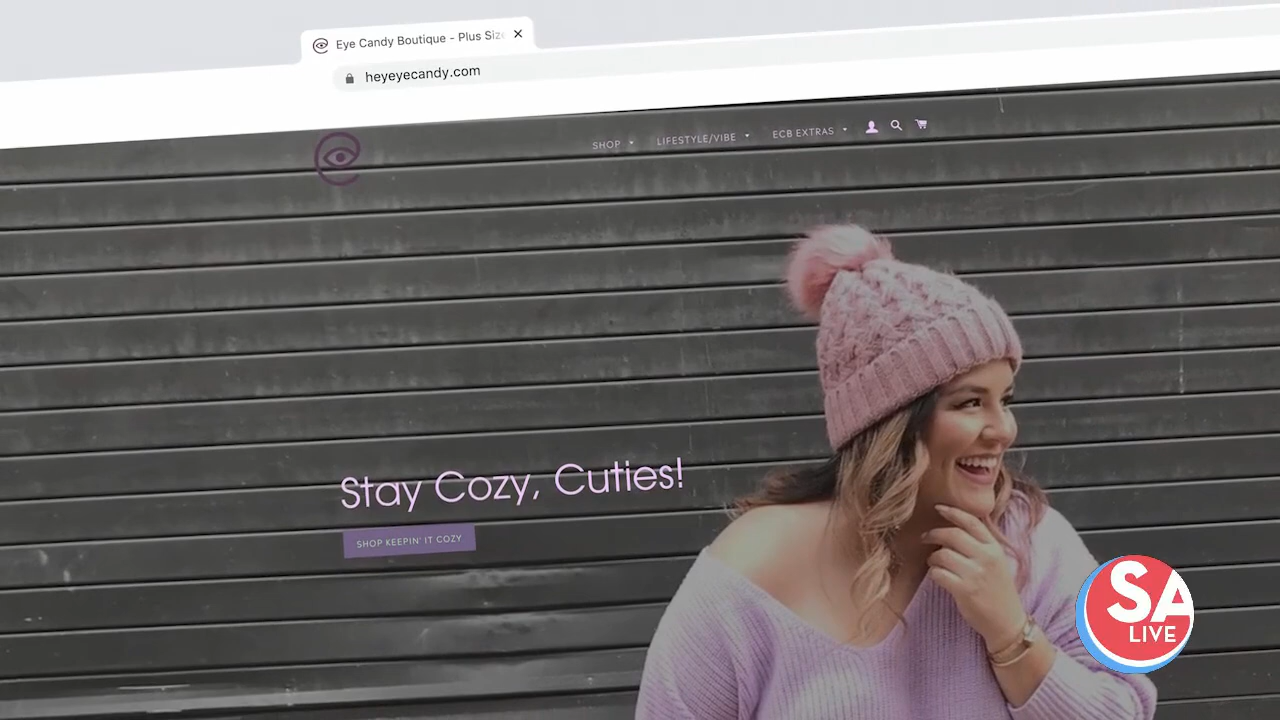 Eye Candy Boutique - Plus Size
heyeyecandy.com
SHOP LIFESTYLE/VIBE ECB EXTRAS
Stay Cozy, Cuties!
SHOP KEEPIN' IT COZY
SA
LIVE